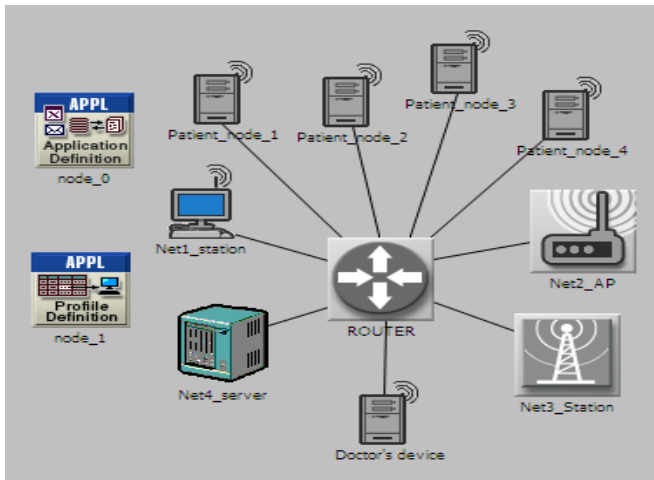 APPL
Application
Definition
node_0
Patient_node_1
Patient_node_2
Patient_node_3
Patient_node_4
Net1_station
APPL
Profile
Definition
node_1
ROUTER
Net2_AP
Net4_server
Net3_Station
Doctor's device